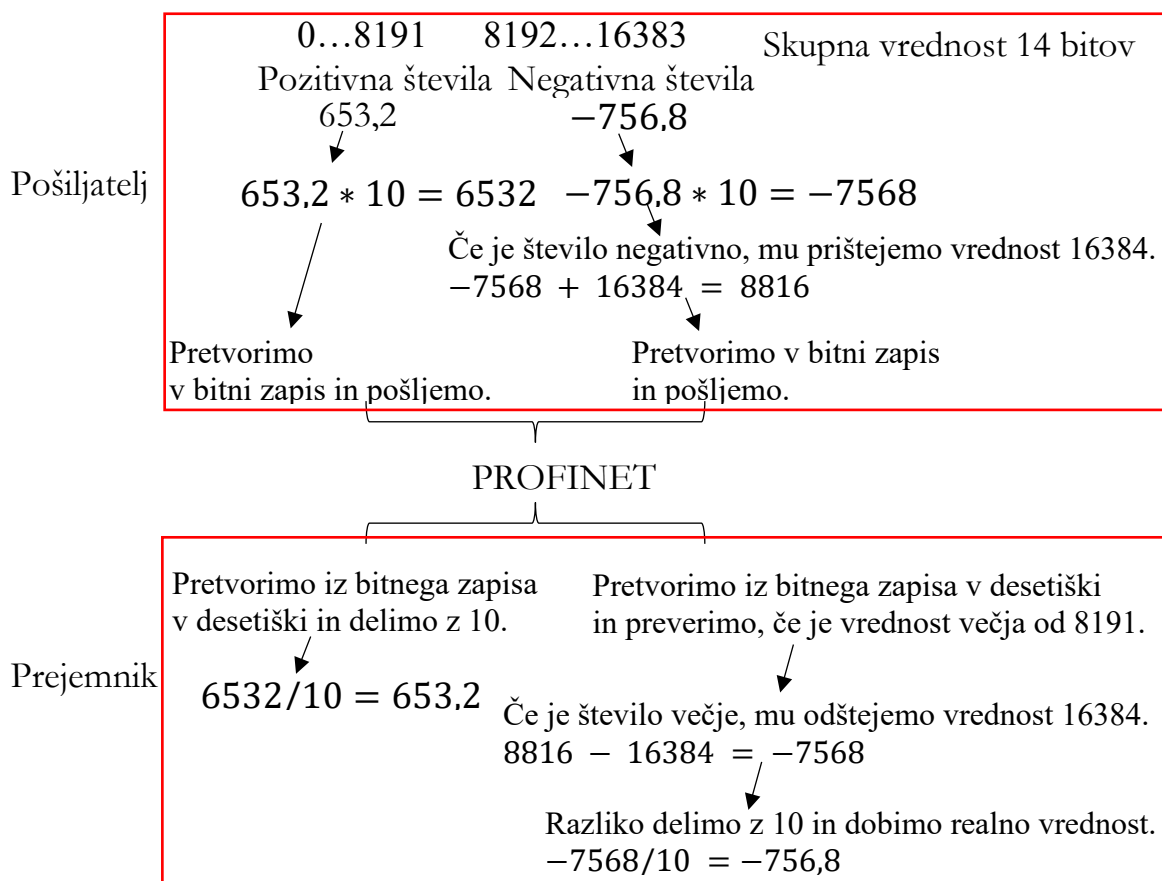 0…8191 8192…16383 Skupna vrednost 14 bitov
Pozitivna števila Negativna števila
653,2 −756,8
Pošiljatelj
653,2 ∗ 10 = 6532 −756,8 ∗ 10 = −7568
Če je število negativno, mu prištejemo vrednost 16384.
−7568 + 16384 = 8816
Pretvorimo
v bitni zapis in pošljemo.
Pretvorimo v bitni zapis
in pošljemo.
PROFINET
Pretvorimo iz bitnega zapisa
v desetiški in delimo z 10.
Pretvorimo iz bitnega zapisa v desetiški
in preverimo, če je vrednost večja od 8191.
Prejemnik
6532/10 = 653,2
Če je število večje, mu odštejemo vrednost 16384.
8816 − 16384 = −7568
Razliko delimo z 10 in dobimo realno vrednost.
−7568/10 = −756,8